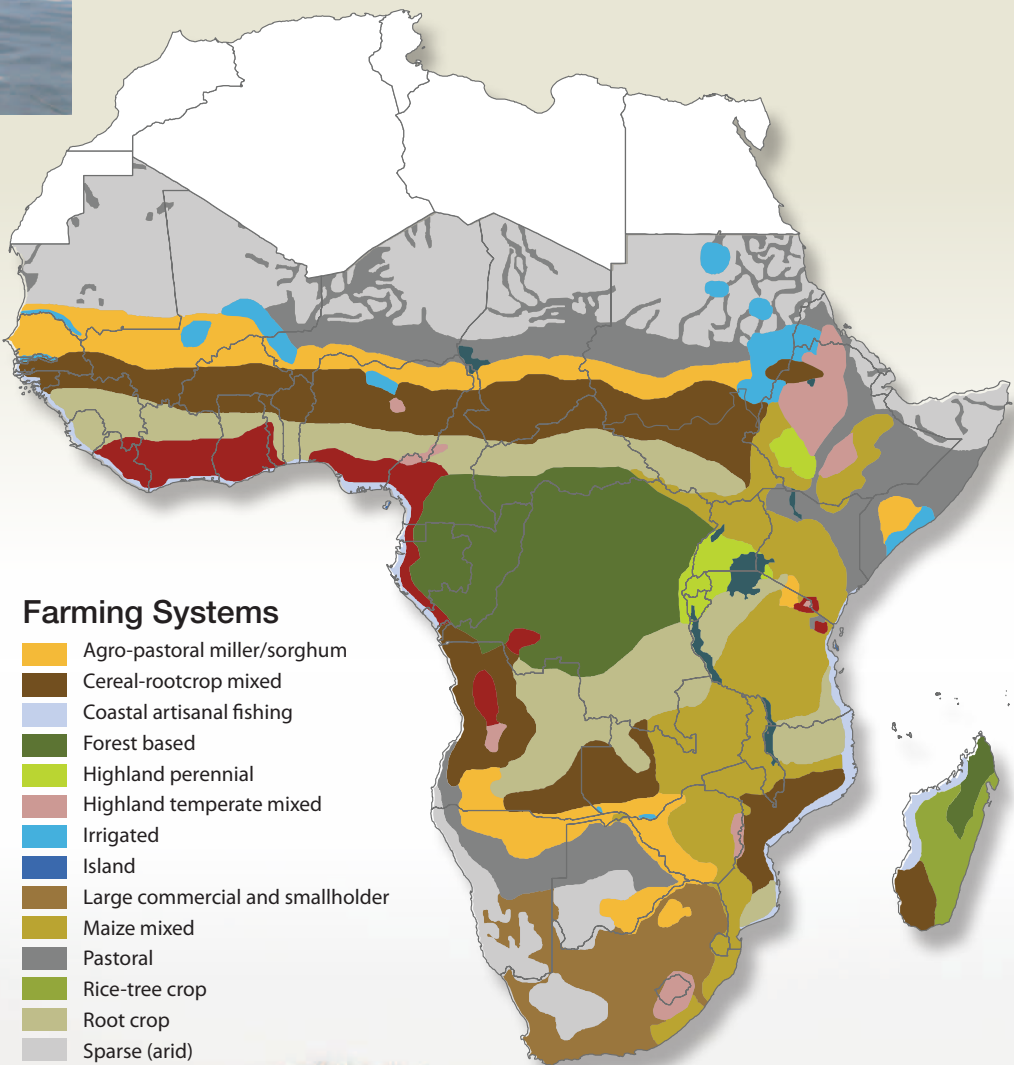 Farming Systems
Agro-pastoral miller/sorghum
Cereal-rootcrop mixed
Coastal artisanal fishing
Forest based
Highland perennial
Highland temperate mixed
Irrigated
Island
Large commercial and smallholder
Maize mixed
Pastoral
Rice-tree crop
Root crop
Sparse (arid)